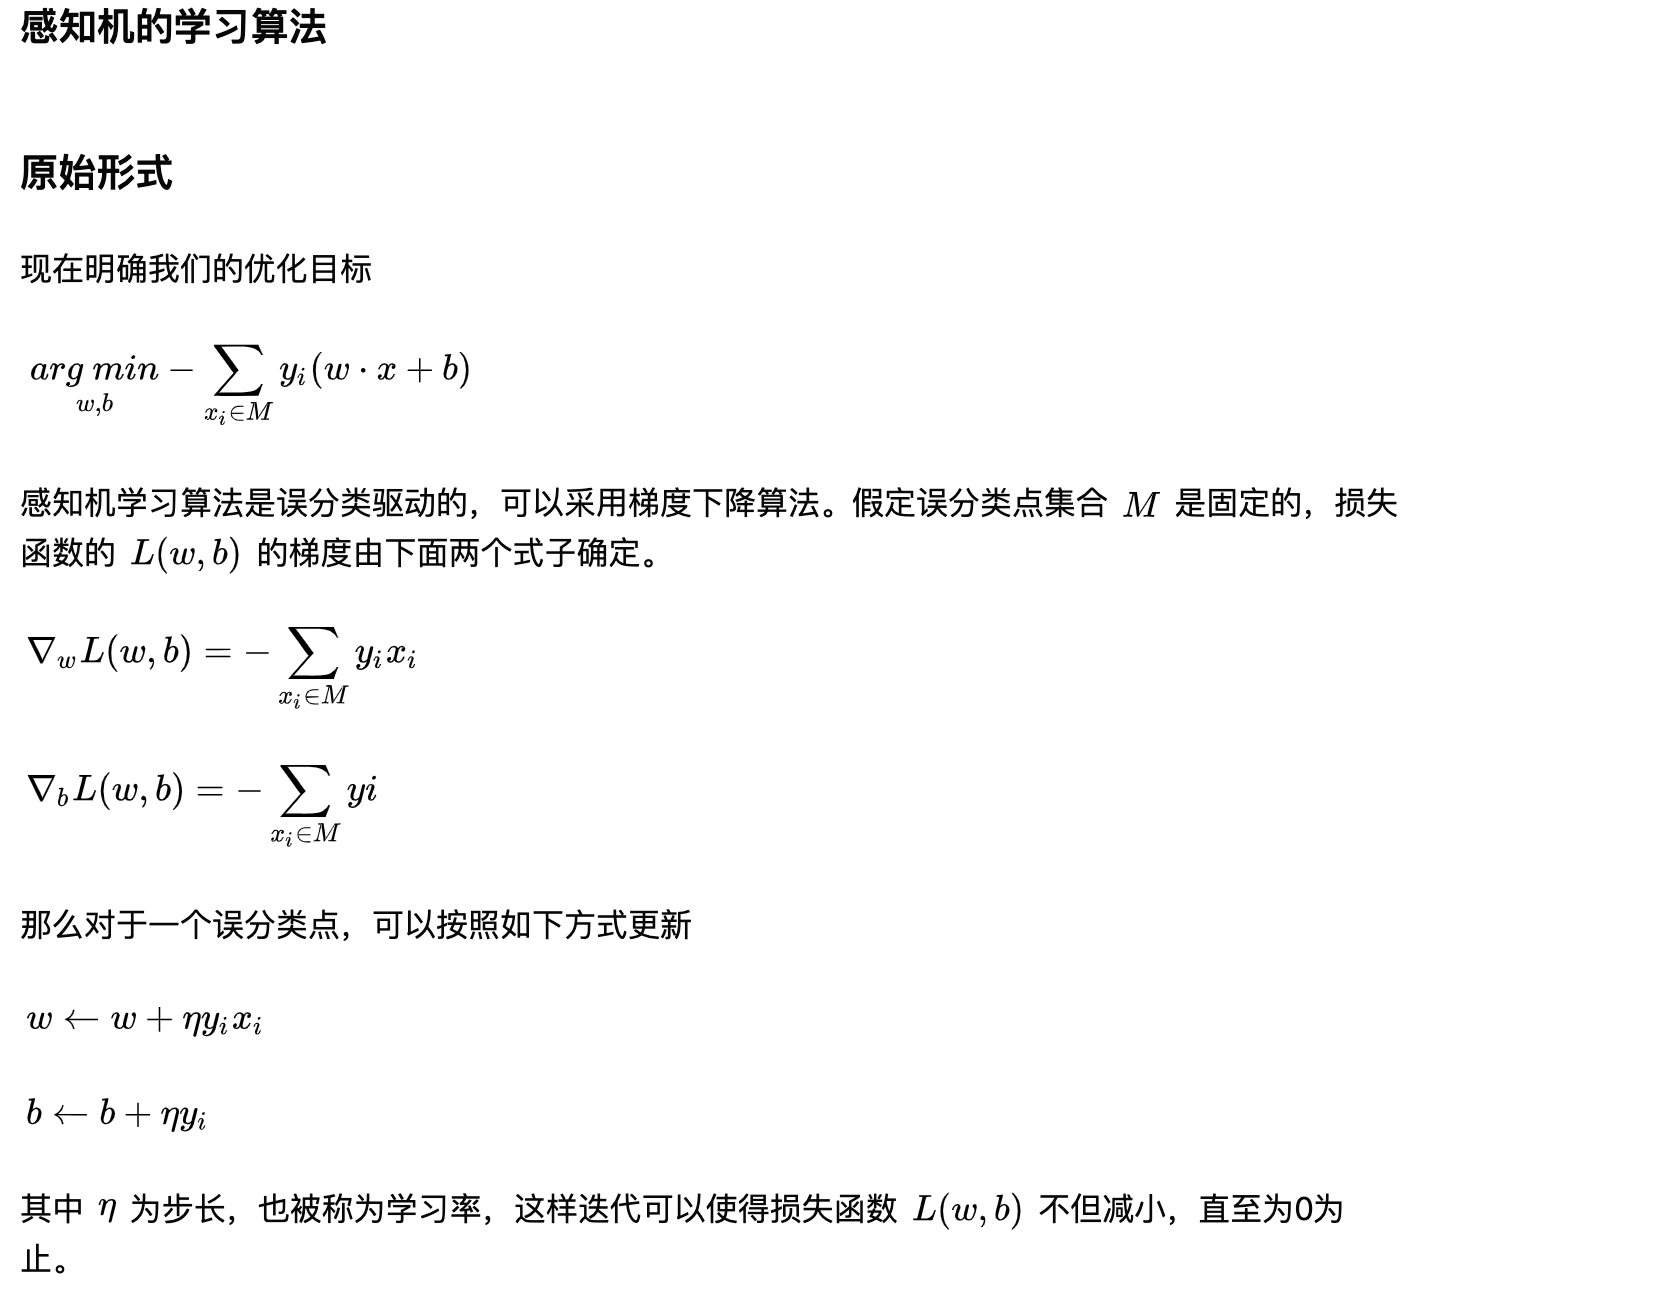 感知机的学习算法
原始形式
现在明确我们的优化目标
$\underset{w,b}{arg\,min} - \sum_{x_i \in M} y_i(w \cdot x + b)$
感知机学习算法是误分类驱动的，可以采用梯度下降算法。假定误分类点集合 $M$ 是固定的，损失
函数的 $L(w, b)$ 的梯度由下面两个式子确定。
$\nabla_w L(w, b) = - \sum_{x_i \in M} y_i x_i$
$\nabla_b L(w, b) = - \sum_{x_i \in M} yi$
那么对于一个误分类点，可以按照如下方式更新
$w \leftarrow w + \eta y_i x_i$
$b \leftarrow b + \eta y_i$
其中 $\eta$ 为步长，也被称为学习率，这样迭代可以使得损失函数 $L(w, b)$ 不但减小，直至为0为
止。